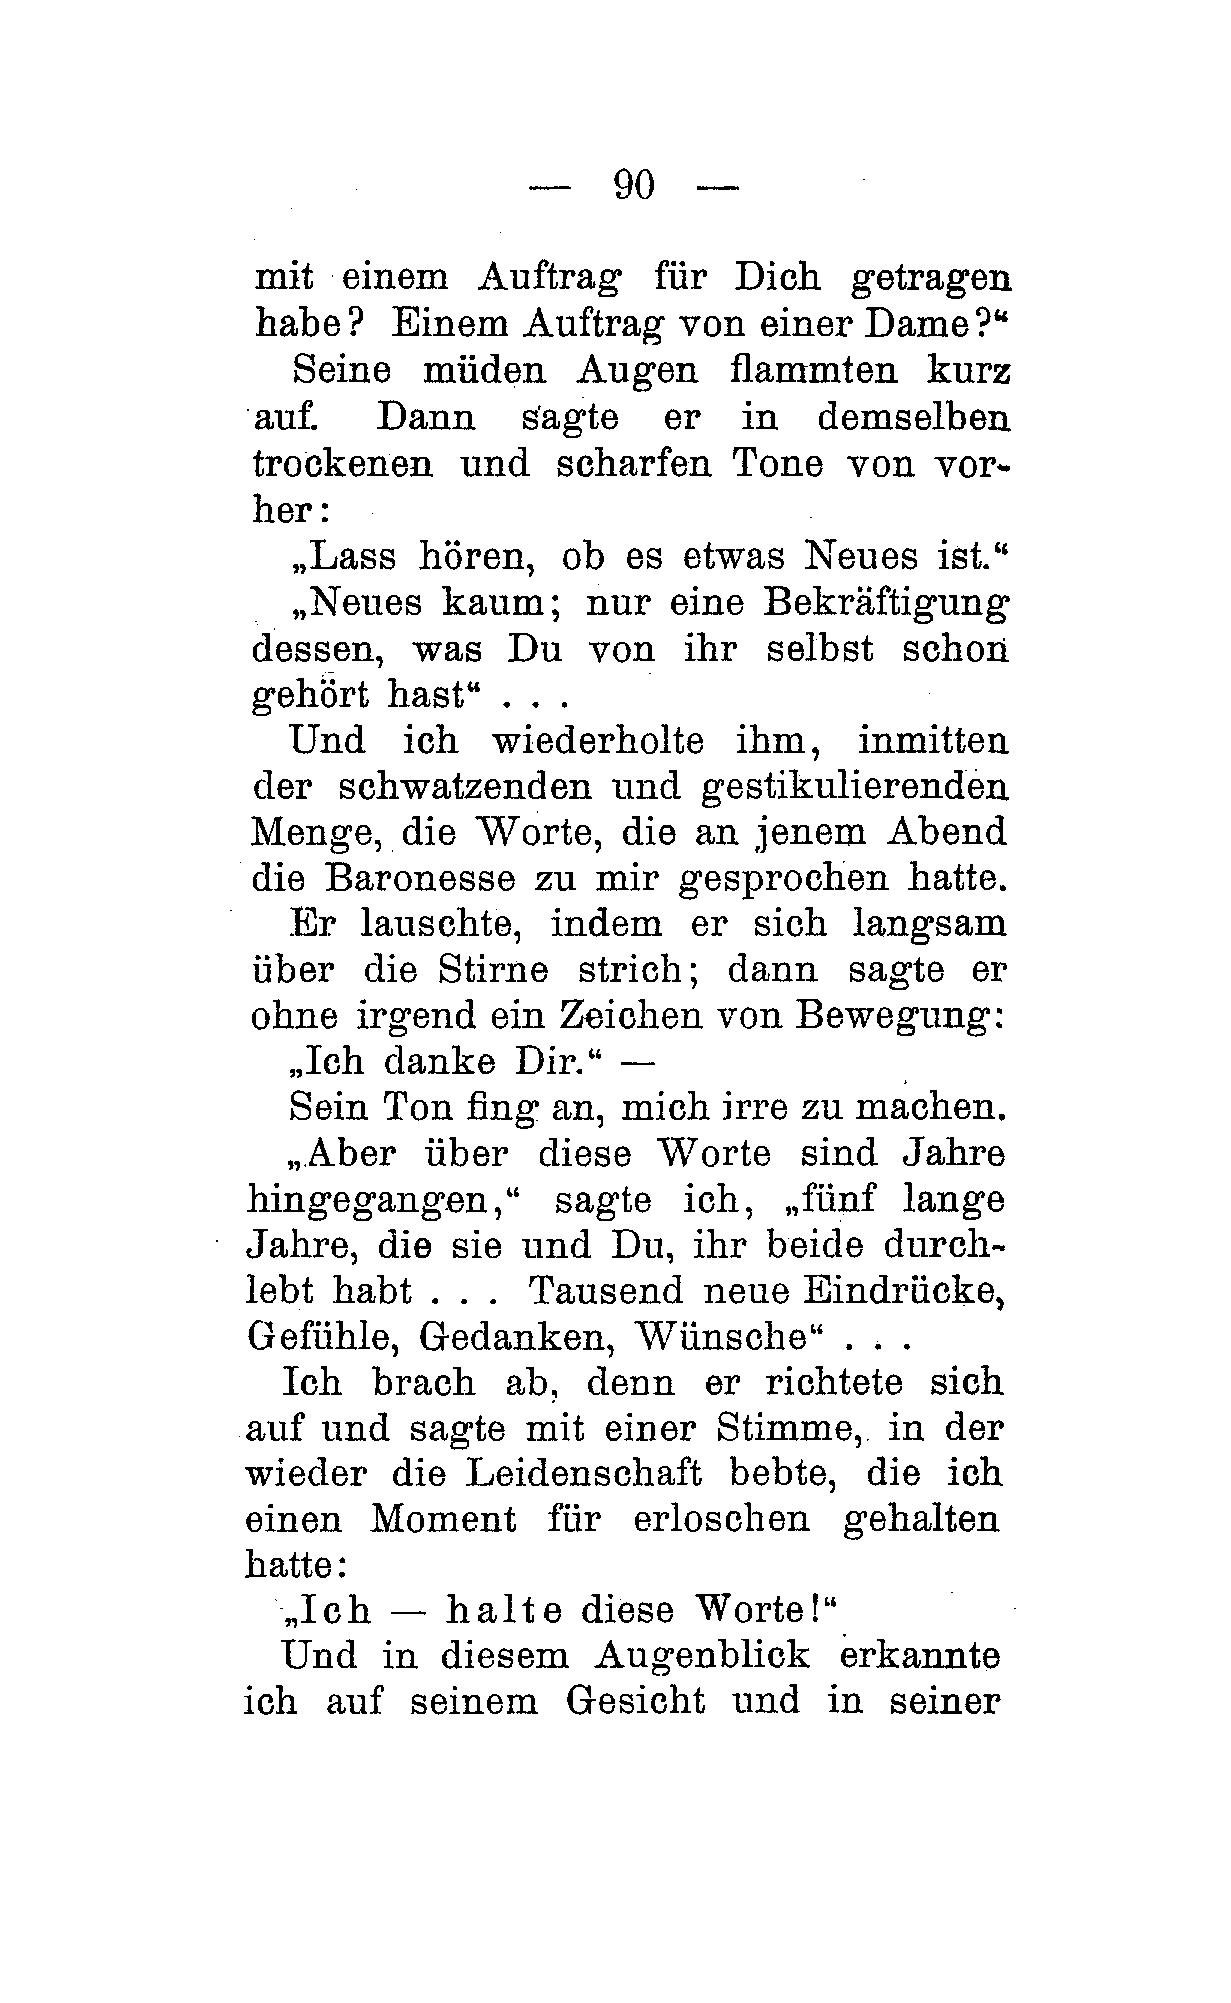 — 90 —
mit einem Auftrag für Dich getragen
habe? Einem Auftrag von einer Dame?“
Seine müden Augen flammten kurz
auf. Dann sagte er in demselben
trockenen und scharfen Tone von vor-
her:
„Lass hören, ob es etwas Neues ist.“
„Neues kaum; nur eine Bekräftigung
dessen, was Du von ihr selbst schon
gehört hast“ . . .
Und ich wiederholte ihm, inmitten
der schwatzenden und gestikulierenden
Menge, die Worte, die an jenem Abend
die Baronesse zu mir gesprochen hatte.
Er lauschte, indem er sich langsam
über die Stirne strich; dann sagte er
ohne irgend ein Zeichen von Bewegung:
„Ich danke Dir.“ —
Sein Ton fing an, mich irre zu machen.
„Aber über diese Worte sind Jahre
hingegangen,“ sagte ich, „fünf lange
Jahre, die sie und Du, ihr beide durch-
lebt habt . . . Tausend neue Eindrücke,
Gefühle, Gedanken, Wünsche“ . . .
Ich brach ab, denn er richtete sich
auf und sagte mit einer Stimme, in der
wieder die Leidenschaft bebte, die ich
einen Moment für erloschen gehalten
hatte:
„Ich — halte diese Worte!“
Und in diesem Augenblick erkannte
ich auf seinem Gesicht und in seiner